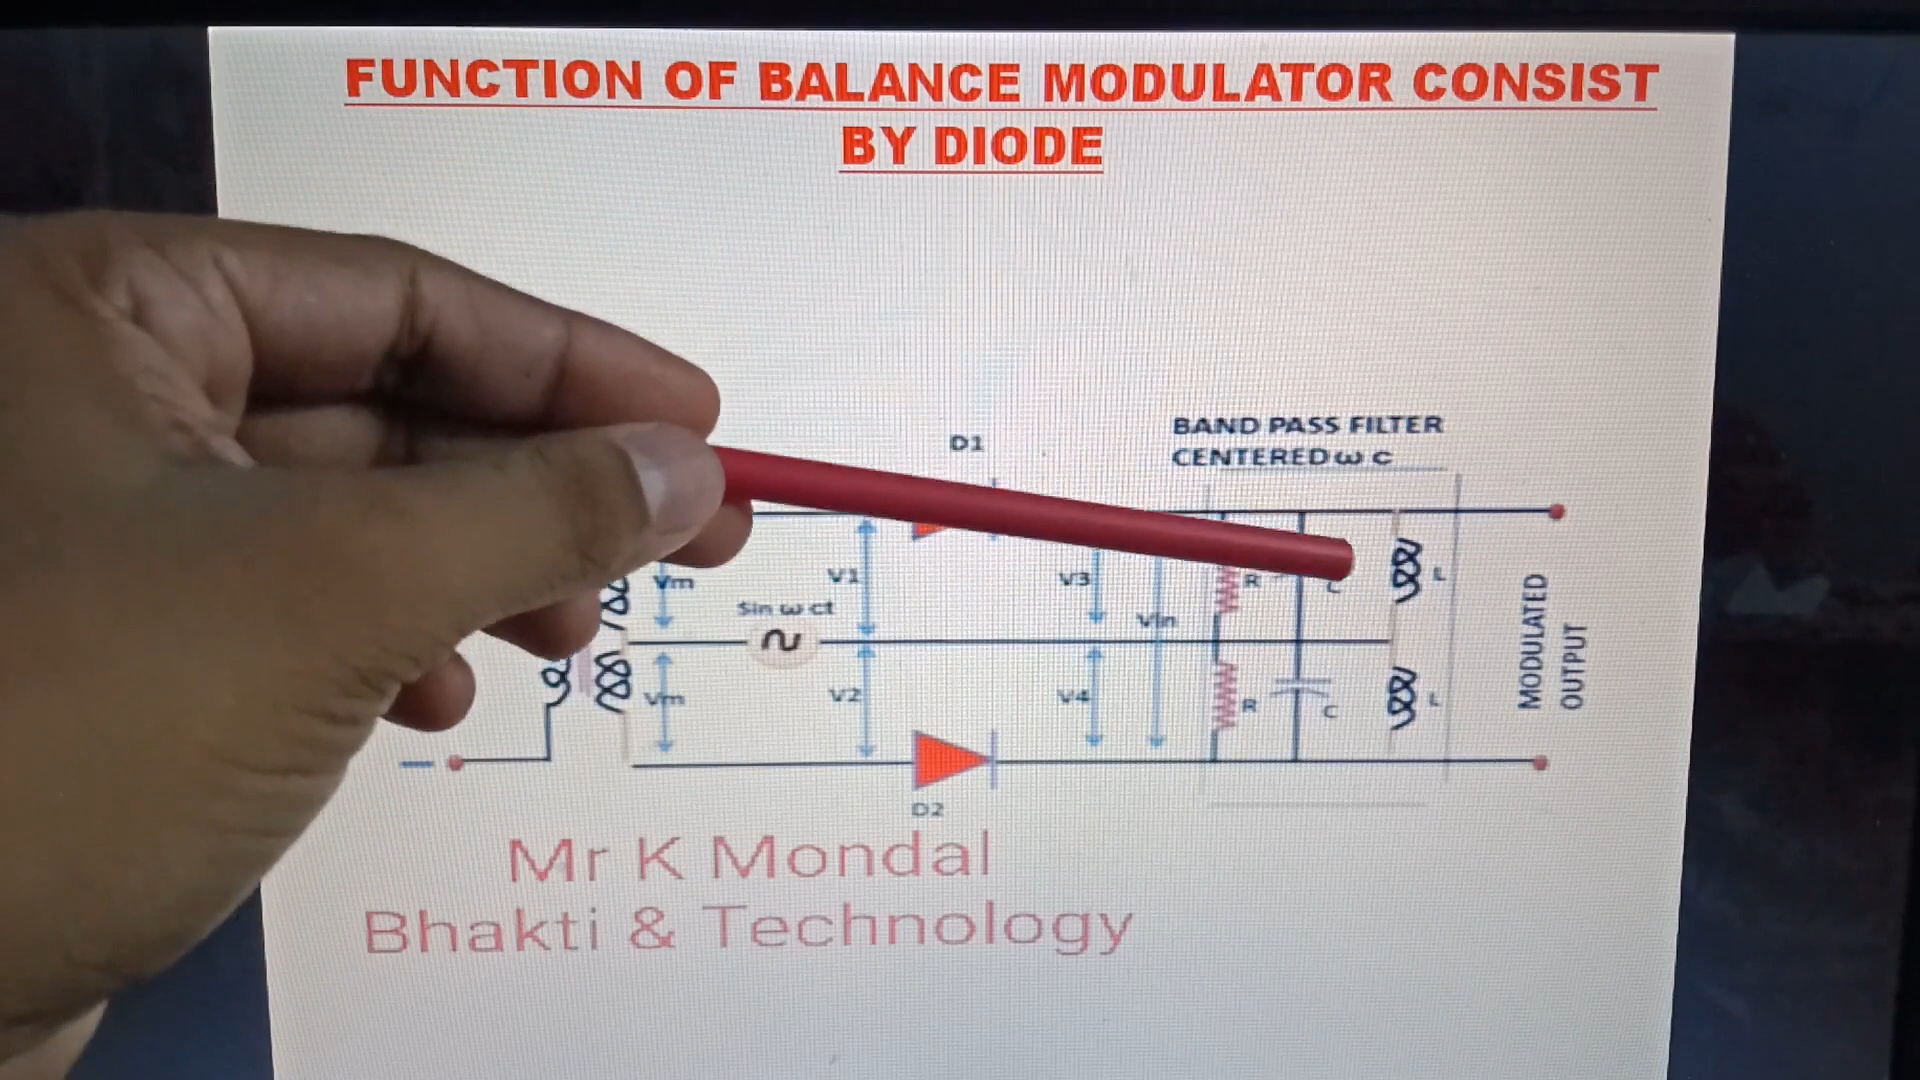 FUNCTION OF BALANCE MODULATOR CONSIST
BY DIODE
BAND PASS FILTER
CENTERED ω c
D1
Vm
V1
V3
R
C
L
Sin ω ct
Vin
Vm
V2
V4
R
C
L
MODULATED
OUTPUT
D2
Mr K Mondal
Bhakti & Technology